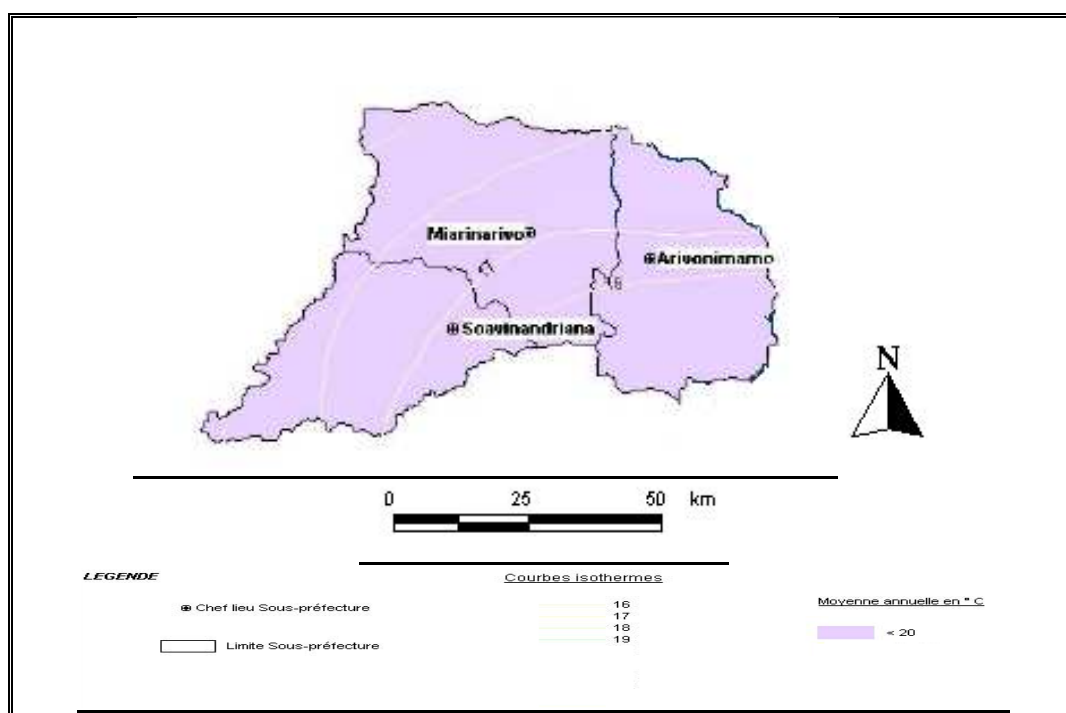 Miarinarivo
Arivonimamo
Soavinandriana
N
0 25 50 km
LEGENDE
Chef lieu Sous-préfecture
Limite Sous-préfecture
Courbes isothermes
16
17
18
19
Moyenne annuelle en ° C
< 20